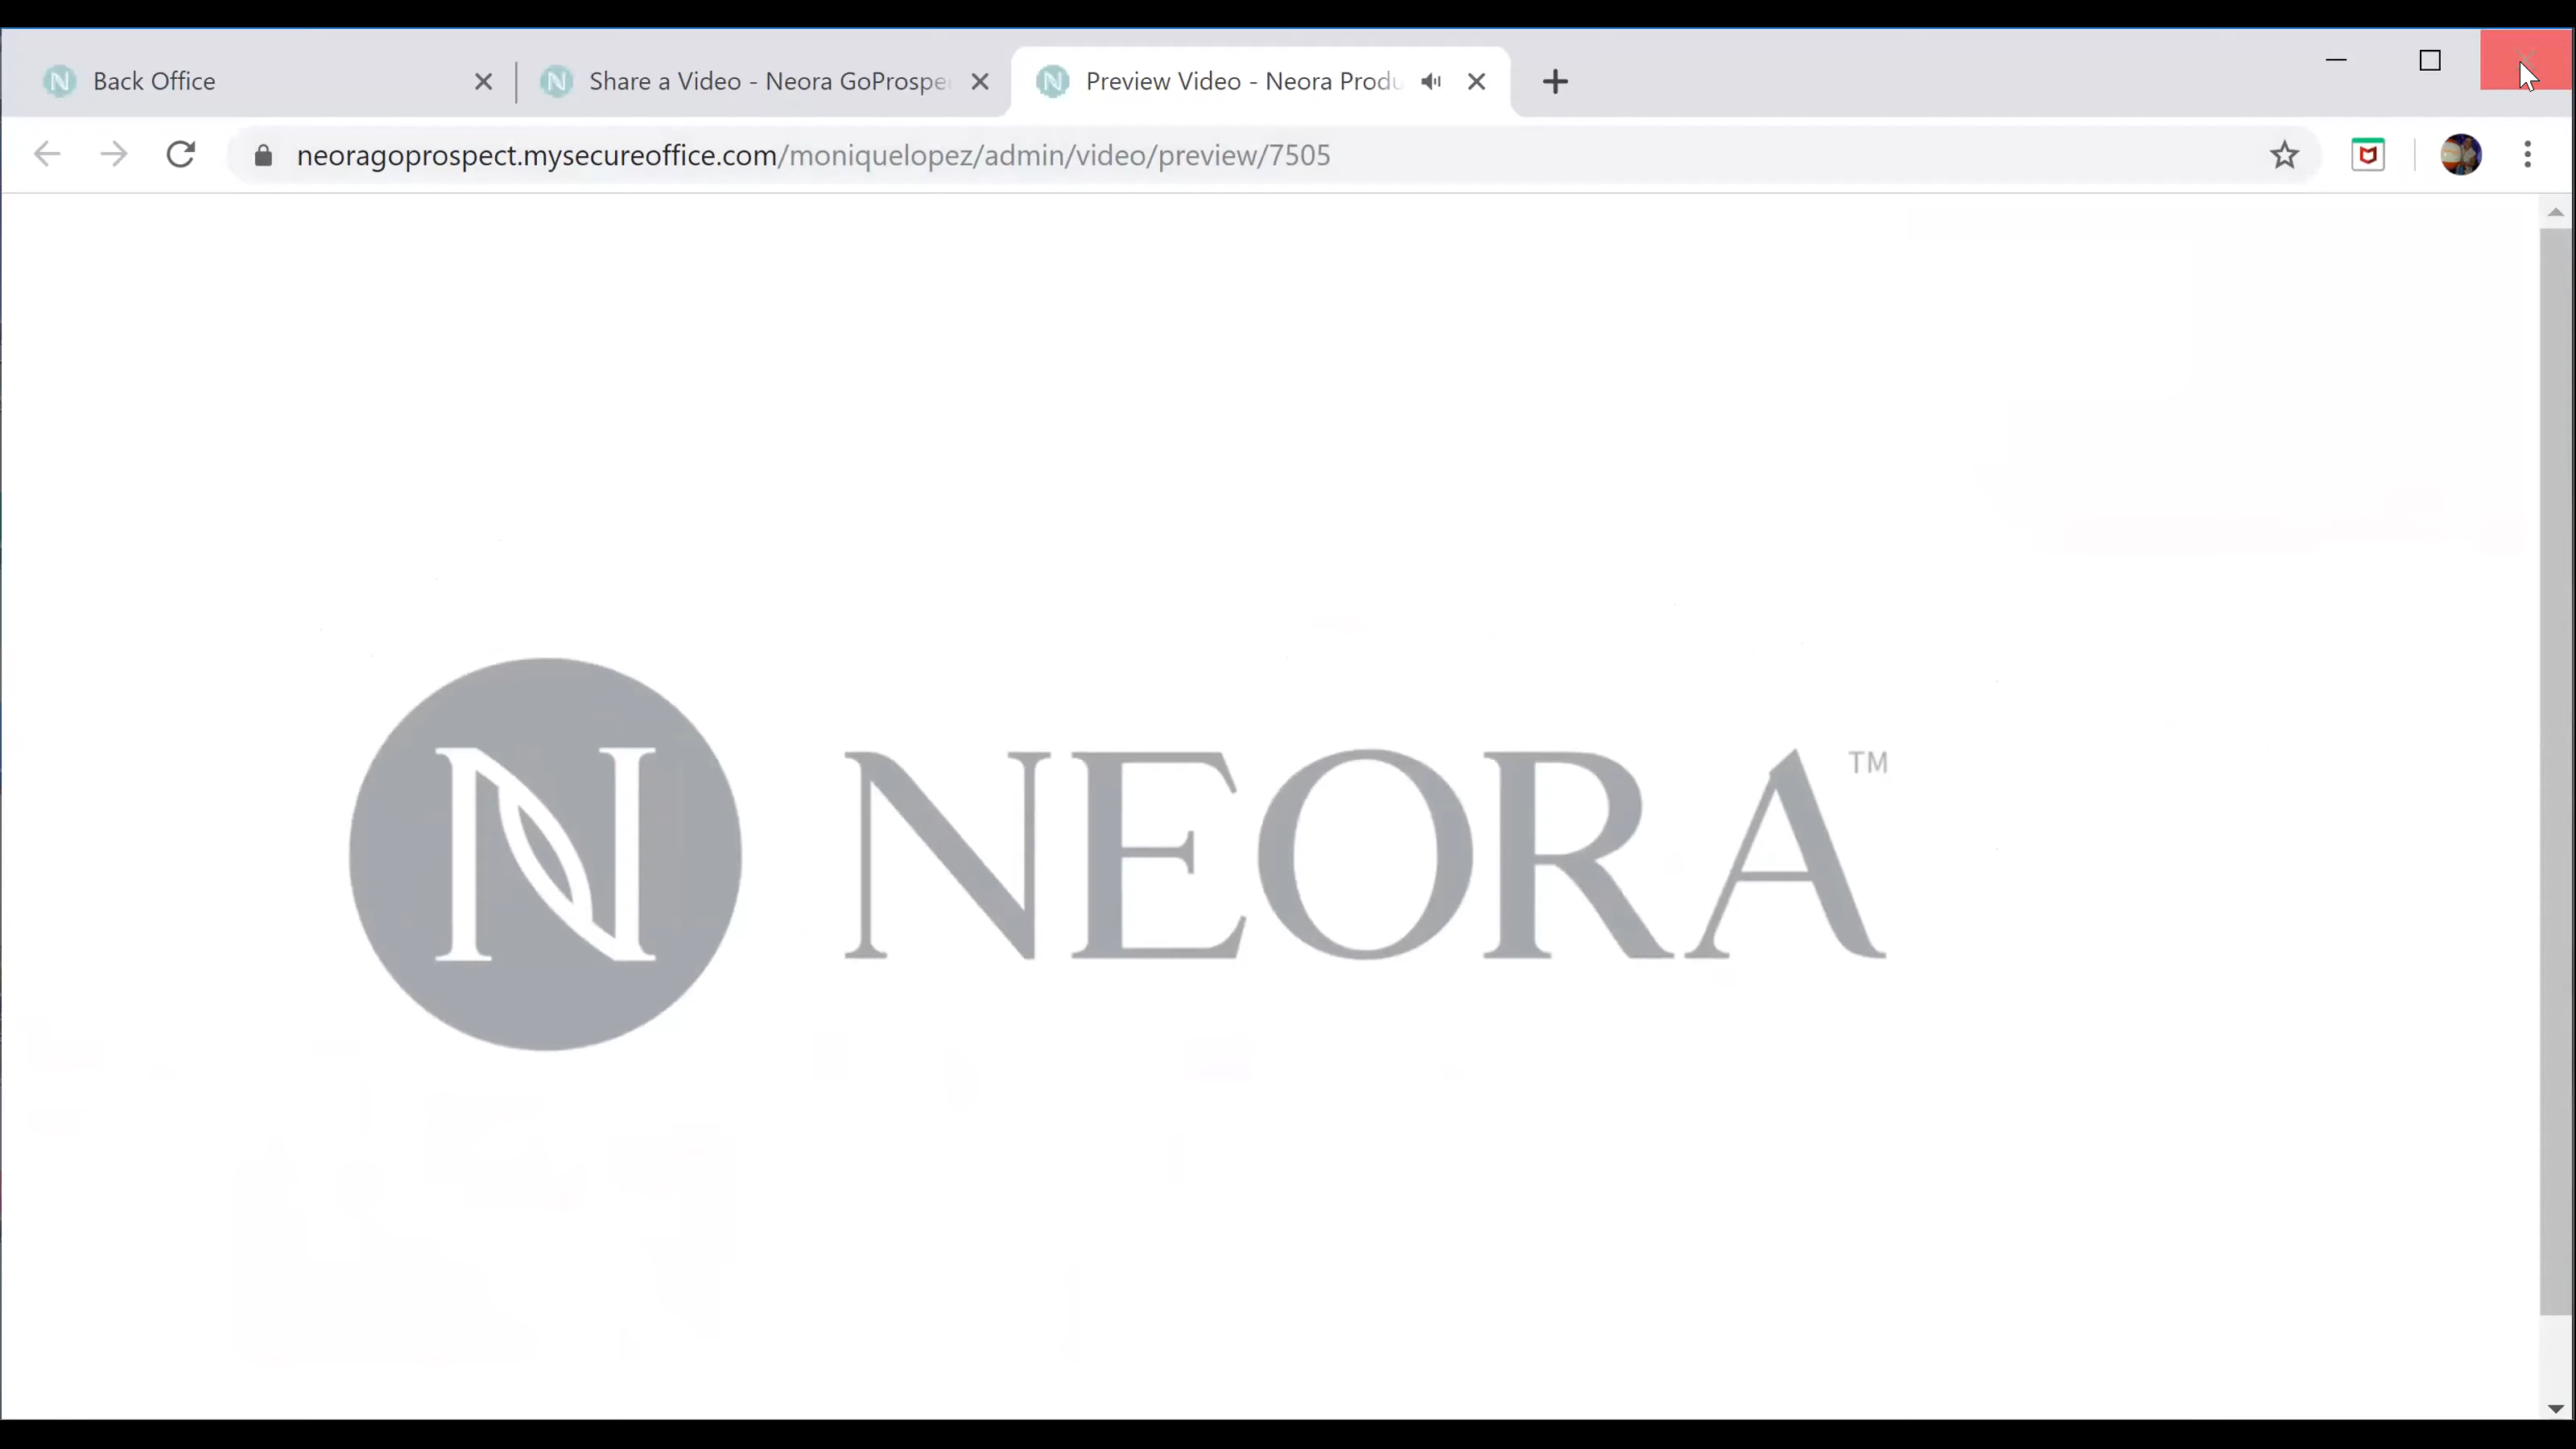 Back Office
Share a Video - Neora GoProspe
Preview Video - Neora Produ
neoragoprospect.mysecureoffice.com/moniquelopez/admin/video/preview/7505
N NEORA™